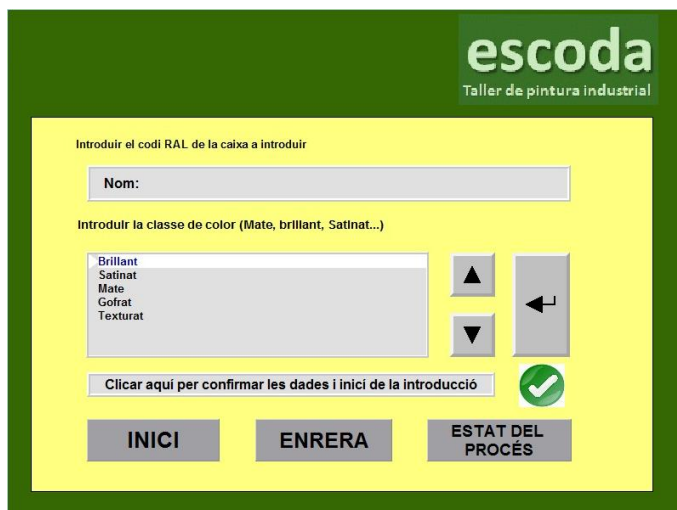 escoda
Taller de pintura industrial
Introduir el codi RAL de la caixa a introduir
Nom:
Introduir la classe de color (Mate, brillant, Satinat...)
Brillant
Satinat
Mate
Gofrat
Texturat
Clicar aquí per confirmar les dades i inicí de la introducció
INICI
ENRERA
ESTAT DEL
PROCÉS